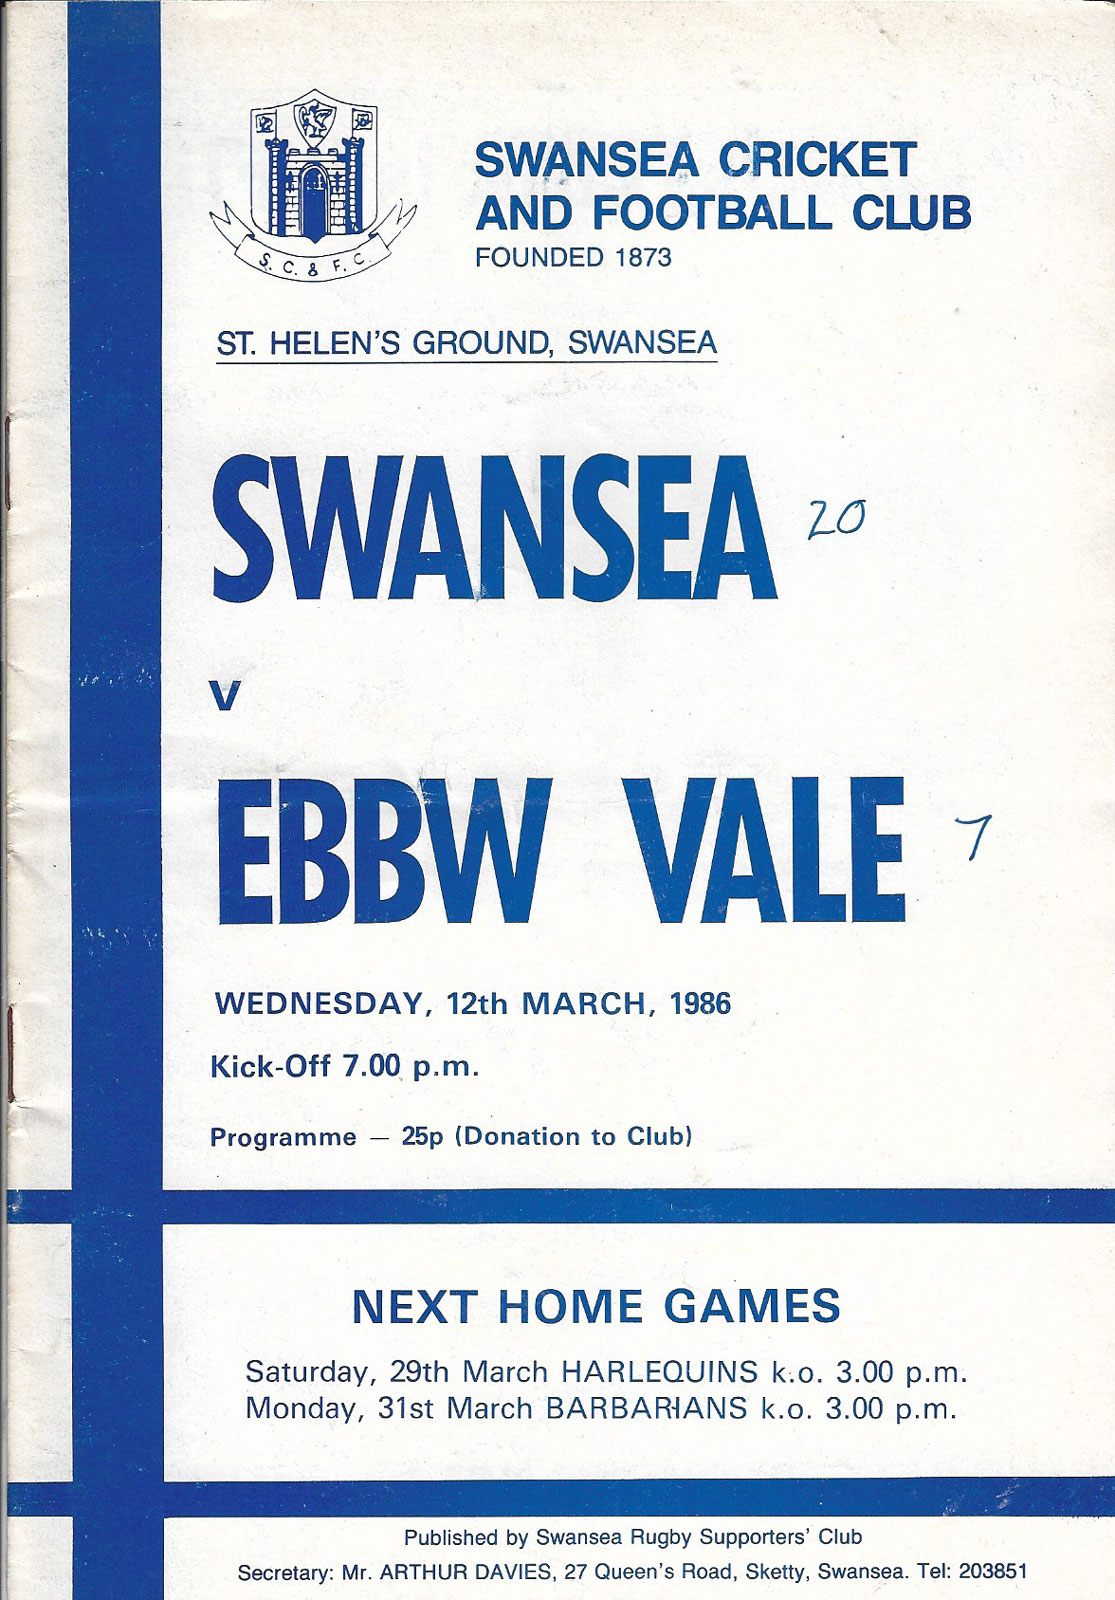 S. C. & F. C.
SWANSEA CRICKET
AND FOOTBALL CLUB
FOUNDED 1873
ST. HELEN'S GROUND, SWANSEA
SWANSEA 20
v
EBBW VALE 7
WEDNESDAY, 12th MARCH, 1986
Kick-Off 7.00 p.m.
Programme — 25p (Donation to Club)
NEXT HOME GAMES
Saturday, 29th March HARLEQUINS k.o. 3.00 p.m.
Monday, 31st March BARBARIANS k.o. 3.00 p.m.
Published by Swansea Rugby Supporters' Club
Secretary: Mr. ARTHUR DAVIES, 27 Queen's Road, Sketty, Swansea. Tel: 203851